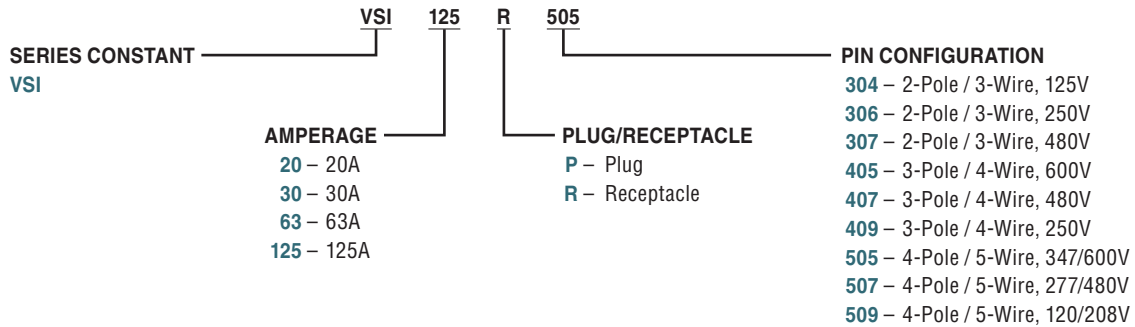 VSI 125 R 505
SERIES CONSTANT
VSI
AMPERAGE
20 – 20A
30 – 30A
63 – 63A
125 – 125A
PLUG/RECEPTACLE
P – Plug
R – Receptacle
PIN CONFIGURATION
304 – 2-Pole / 3-Wire, 125V
306 – 2-Pole / 3-Wire, 250V
307 – 2-Pole / 3-Wire, 480V
405 – 3-Pole / 4-Wire, 600V
407 – 3-Pole / 4-Wire, 480V
409 – 3-Pole / 4-Wire, 250V
505 – 4-Pole / 5-Wire, 347/600V
507 – 4-Pole / 5-Wire, 277/480V
509 – 4-Pole / 5-Wire, 120/208V